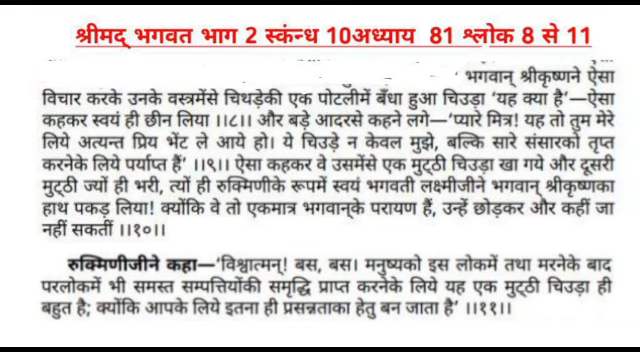 श्रीमद् भगवत भाग 2 स्कंन्ध 10अध्याय 81 श्लोक 8 से 11
भगवान् श्रीकृष्णने ऐसा
विचार करके उनके वस्त्रमेंसे चिथड़ेकी एक पोटलीमें बँधा हुआ चिउड़ा ‘यह क्या है’—ऐसा
कहकर स्वयं ही छीन लिया ।।८।। और बड़े आदरसे कहने लगे—‘प्यारे मित्र! यह तो तुम मेरे
लिये अत्यन्त प्रिय भेंट ले आये हो। ये चिउड़े न केवल मुझे, बल्कि सारे संसारको तृप्त
करनेके लिये पर्याप्त हैं’ ।।९।। ऐसा कहकर वे उसमेंसे एक मुट्ठी चिउड़ा खा गये और दूसरी
मुट्ठी ज्यों ही भरी, त्यों ही रुक्मिणीके रूपमें स्वयं भगवती लक्ष्मीजीने भगवान् श्रीकृष्णका
हाथ पकड़ लिया! क्योंकि वे तो एकमात्र भगवान्‌के परायण हैं, उन्हें छोड़कर और कहीं जा
नहीं सकतीं ।।१०।।
रुक्मिणीजीने कहा—‘विश्वात्मन्! बस, बस। मनुष्यको इस लोकमें तथा मरनेके बाद
परलोकमें भी समस्त सम्पत्तियोंकी समृद्धि प्राप्त करनेके लिये यह एक मुट्ठी चिउड़ा ही
बहुत है; क्योंकि आपके लिये इतना ही प्रसन्नताका हेतु बन जाता है’ ।।११।।